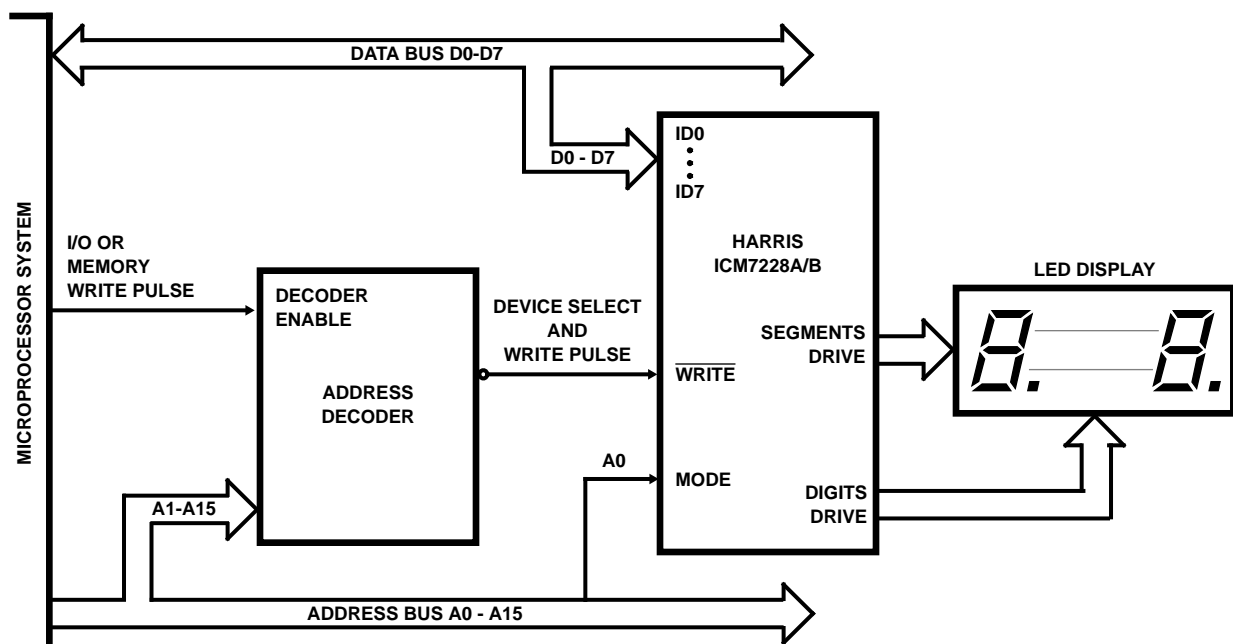 DATA BUS D0-D7
D0 - D7
ID0
ID7
HARRIS
ICM7228A/B
MICROPROCESSOR SYSTEM
I/O OR
MEMORY
WRITE PULSE
DECODER
ENABLE
ADDRESS
DECODER
DEVICE SELECT
AND
WRITE PULSE
WRITE
SEGMENTS
DRIVE
LED DISPLAY
8. 8.
A0
MODE
DIGITS
DRIVE
A1-A15
ADDRESS BUS A0 - A15